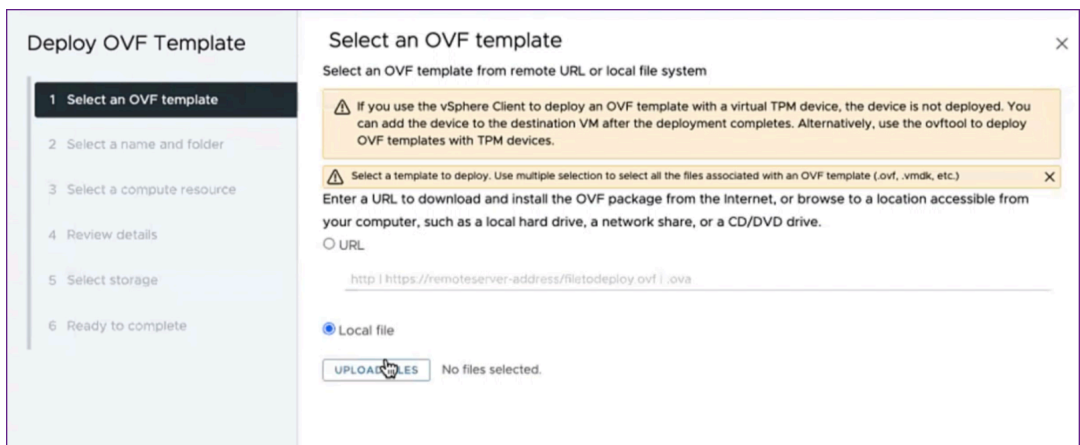 Deploy OVF Template
1 Select an OVF template
2 Select a name and folder
3 Select a compute resource
4 Review details
5 Select storage
6 Ready to complete
Select an OVF template
Select an OVF template from remote URL or local file system
If you use the vSphere Client to deploy an OVF template with a virtual TPM device, the device is not deployed. You
can add the device to the destination VM after the deployment completes. Alternatively, use the ovftool to deploy
OVF templates with TPM devices.
Select a template to deploy. Use multiple selection to select all the files associated with an OVF template (.ovf, .vmdk, etc.)
Enter a URL to download and install the OVF package from the Internet, or browse to a location accessible from
your computer, such as a local hard drive, a network share, or a CD/DVD drive.
URL
http | https://remoteserver-address/filetodeploy.ovf | .ova
Local file
UPLOAD FILES No files selected.